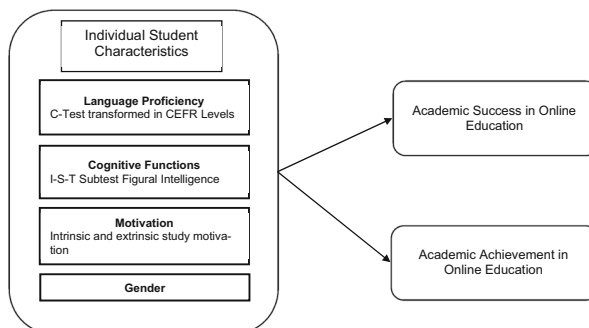 Individual Student
Characteristics
Language Proficiency
C-Test transformed in CEFR Levels
Cognitive Functions
I-S-T Subtest Figural Intelligence
Motivation
Intrinsic and extrinsic study motiva-
tion
Gender
Academic Success in Online
Education
Academic Achievement in
Online Education